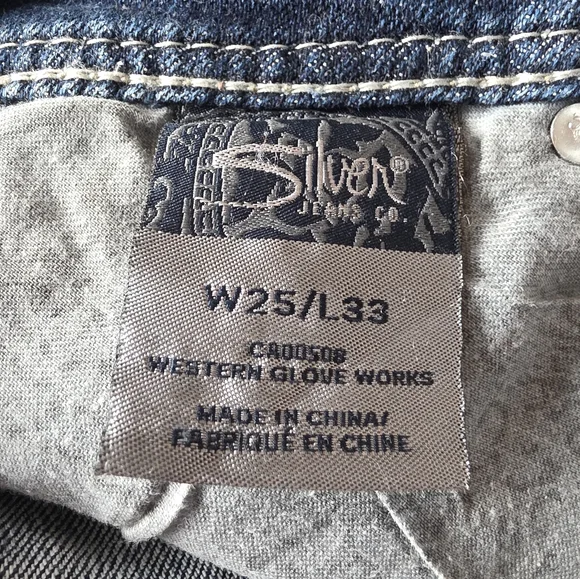 Silver®
JEANS CO.
W25/L33
CA00508
WESTERN GLOVE WORKS
MADE IN CHINA/
FABRIQUÉ EN CHINE